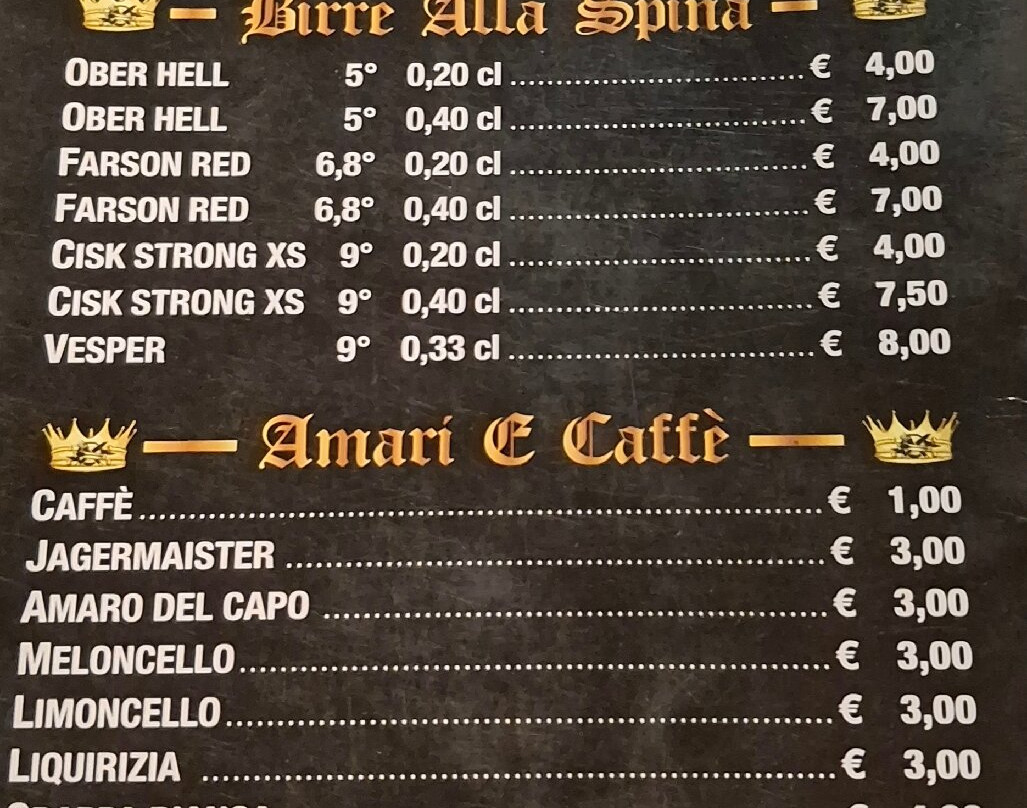 Birre Alla Spina
OBER HELL 5° 0,20 cl € 4,00
OBER HELL 5° 0,40 cl € 7,00
FARSON RED 6,8° 0,20 cl € 4,00
FARSON RED 6,8° 0,40 cl € 7,00
CISK STRONG XS 9° 0,20 cl € 4,00
CISK STRONG XS 9° 0,40 cl € 7,50
VESPER 9° 0,33 cl € 8,00
Amari E Caffè
CAFFÈ € 1,00
JAGERMAISTER € 3,00
AMARO DEL CAPO € 3,00
MELONCELLO € 3,00
LIMONCELLO € 3,00
LIQUIRIZIA € 3,00